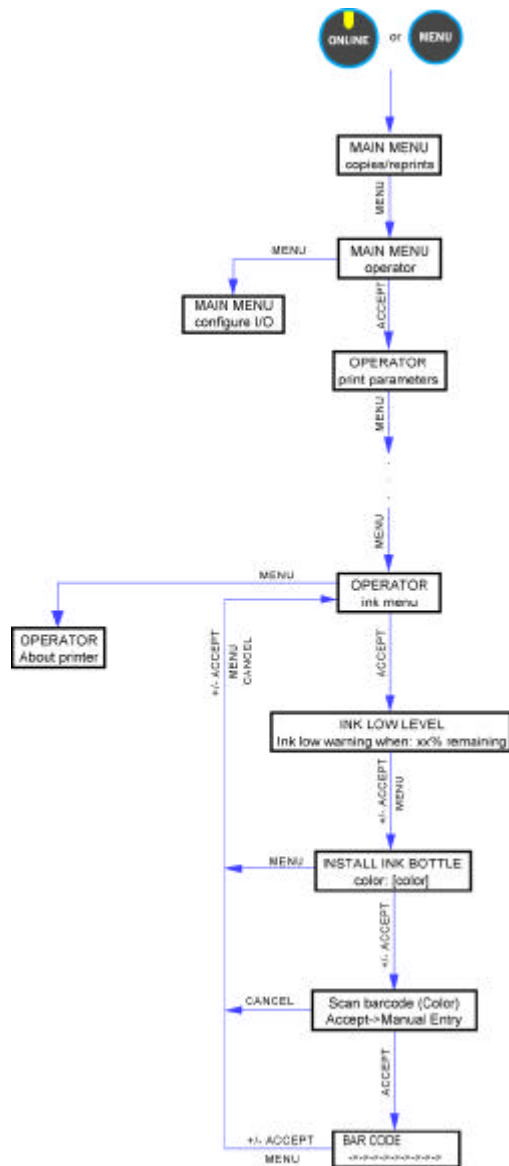 ONLINE or MENU
MAIN MENU
copies/reprints
MENU
MENU
MAIN MENU
operator
MAIN MENU
configure I/O
ACCEPT
OPERATOR
print parameters
MENU
MENU
MENU
OPERATOR
ink menu
OPERATOR
About printer
+/- ACCEPT
MENU
CANCEL
ACCEPT
INK LOW LEVEL
Ink low warning when: xx% remaining
+/- ACCEPT
MENU
MENU
INSTALL INK BOTTLE
color: [color]
+/- ACCEPT
CANCEL
Scan barcode (Color)
Accept->Manual Entry
ACCEPT
+/- ACCEPT
MENU
BAR CODE
-*-*-*-*-*-*-*-*-*